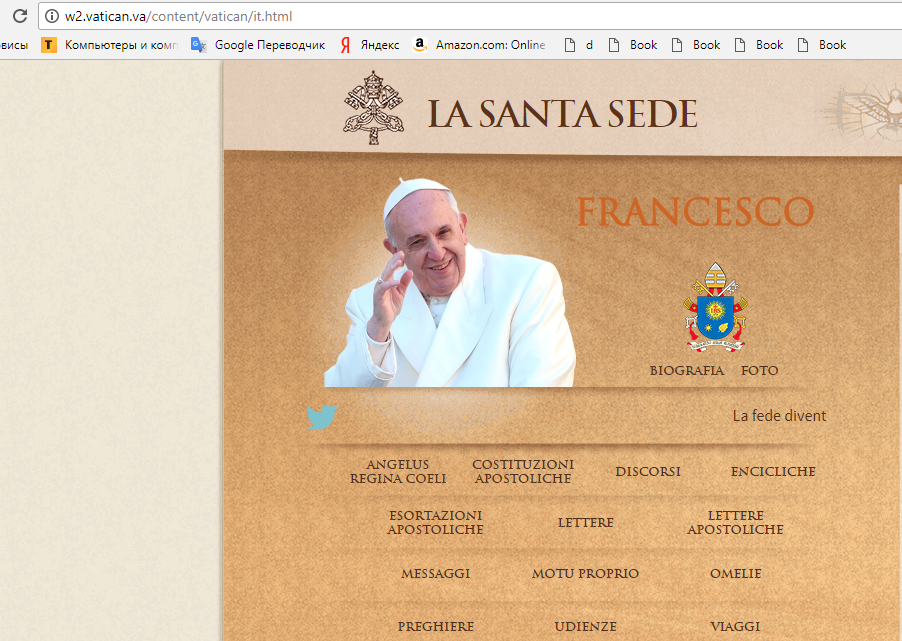 w2.vatican.va/content/vatican/it.html
висы
Компьютеры и комп
Google Переводчик
Яндекс
Amazon.com: Online
d
Book
Book
Book
Book
LA SANTA SEDE
FRANCESCO
BIOGRAFIA FOTO
La fede divent
ANGELUS
REGINA COELI
COSTITUZIONI
APOSTOLICHE
DISCORSI
ENCICLICHE
ESORTAZIONI
APOSTOLICHE
LETTERE
LETTERE
APOSTOLICHE
MESSAGGI
MOTU PROPRIO
OMELIE
PREGHIERE
UDIENZE
VIAGGI